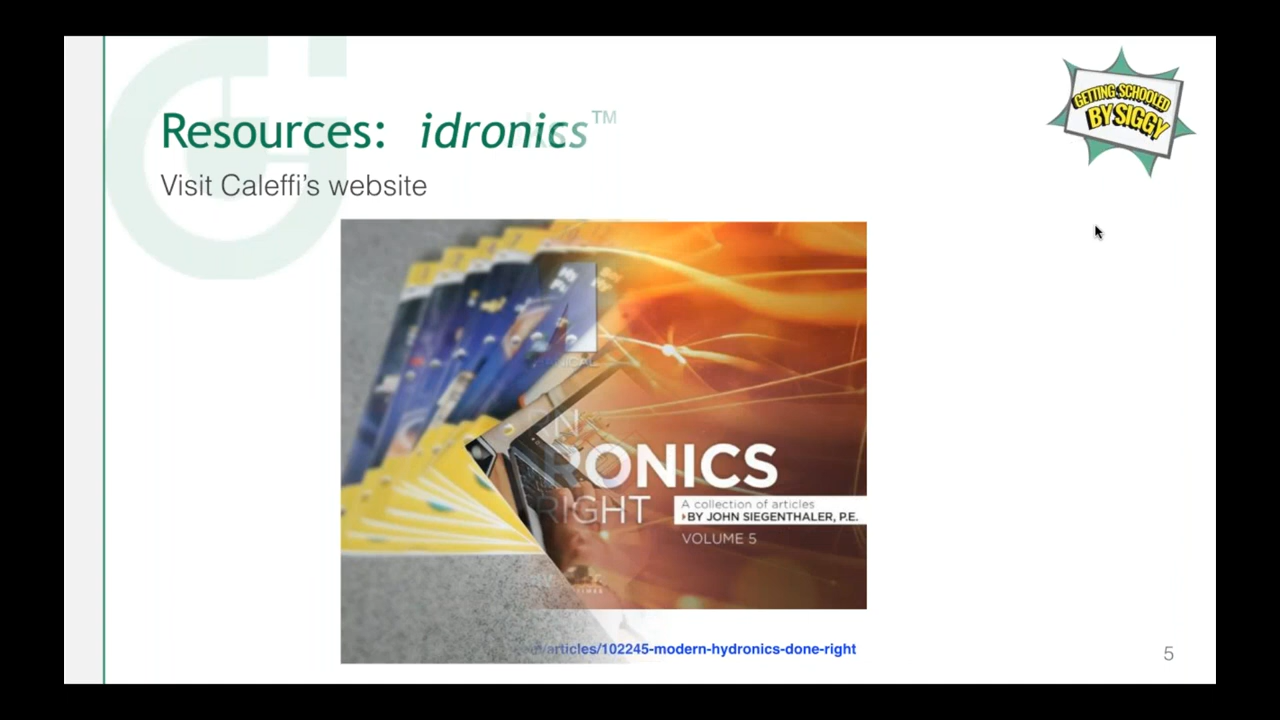 GETTING SCHOOLED
BY SIGGY
Resources: idronics™
Visit Caleffi's website
RONICS
RIGHT
A collection of articles
BY JOHN SIEGENTHALER, P.E.
VOLUME 5
articles/102245-modern-hydronics-done-right
5